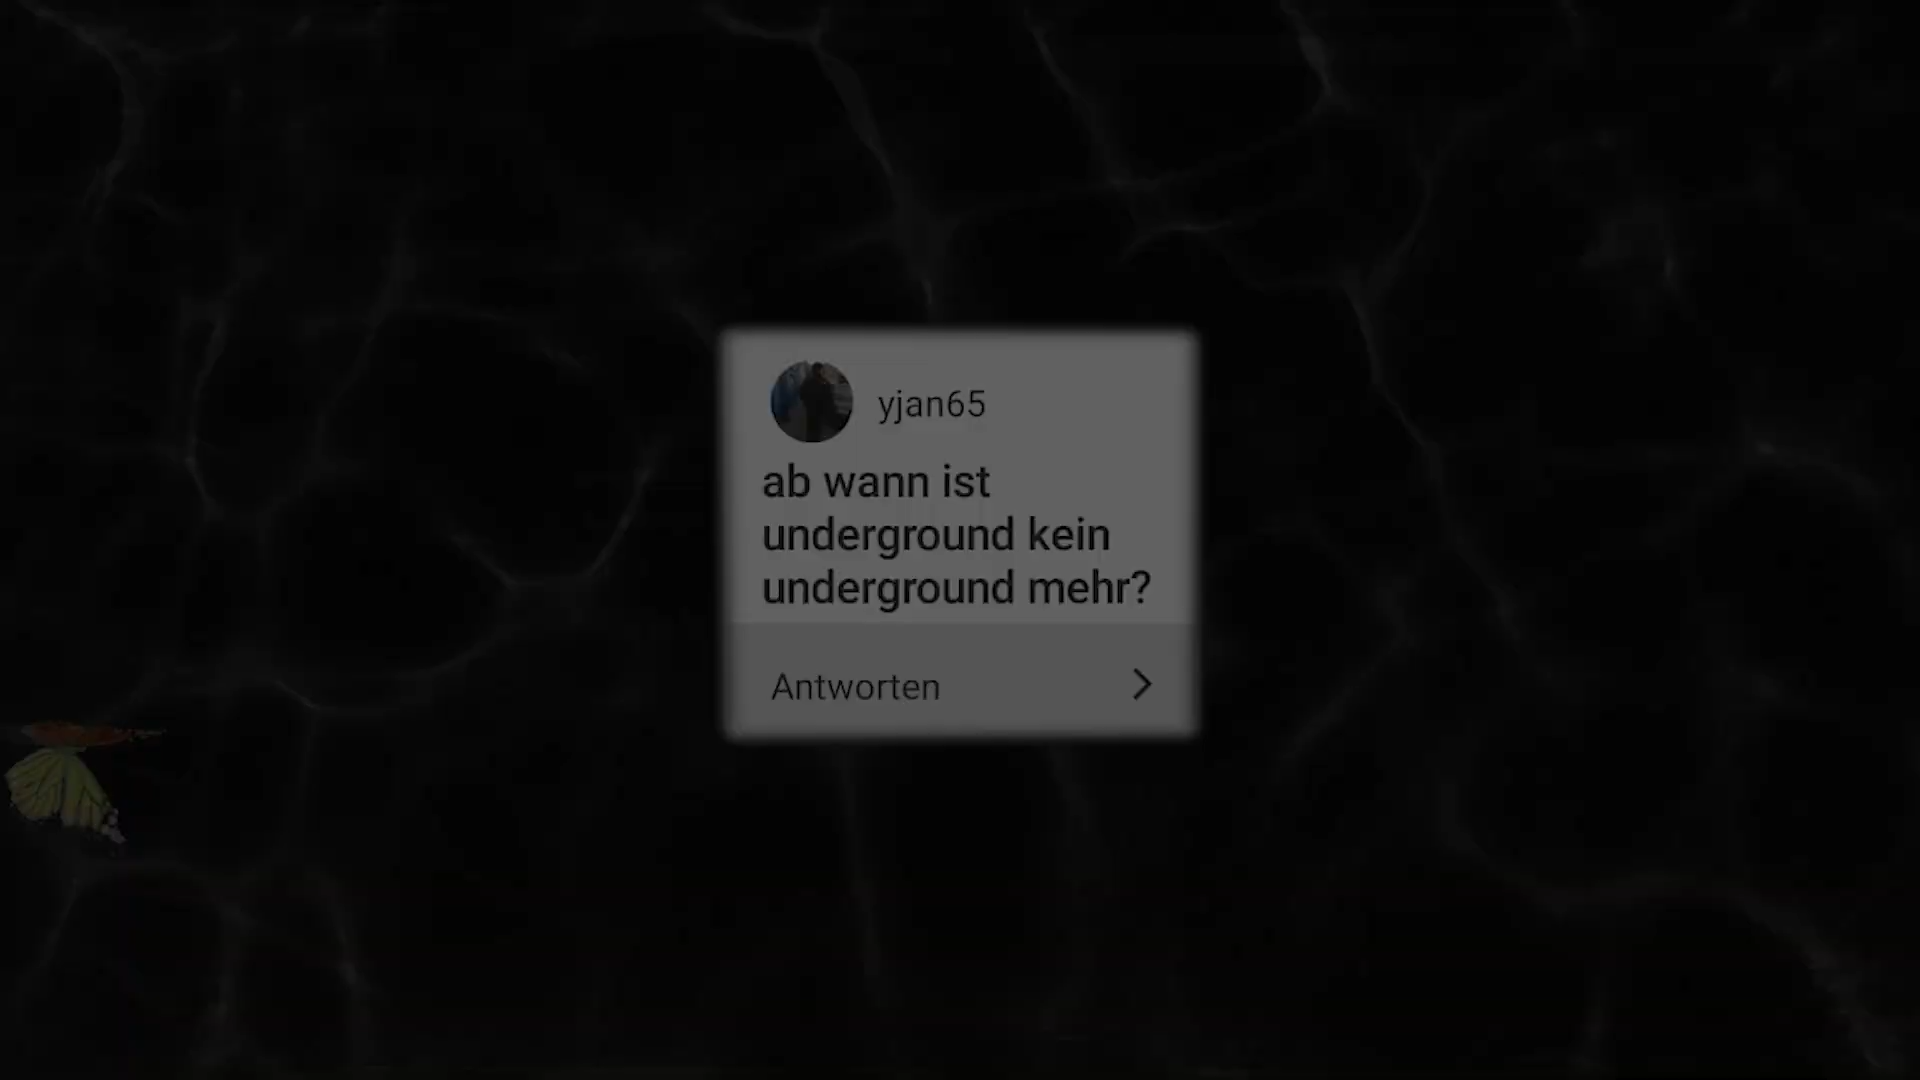 yjan65
ab wann ist
underground kein
underground mehr?
Antworten